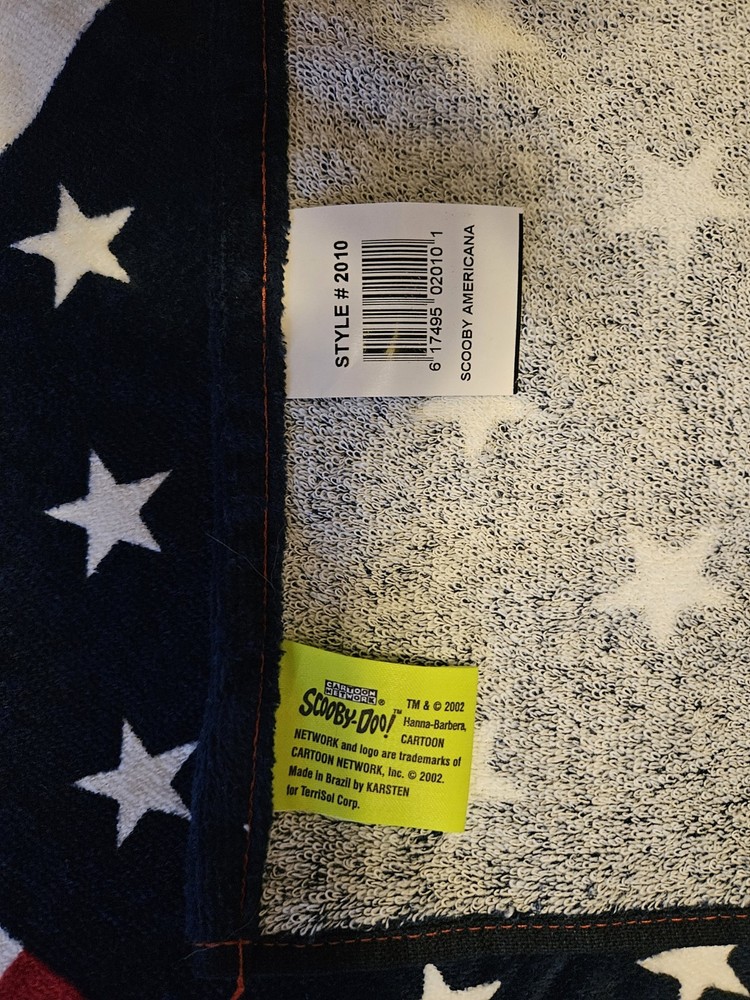 STYLE # 2010
6 17495 02010 1
SCOOBY AMERICANA
CARTOON
NETWORK®
SCOOBY-DOO!™
TM & © 2002
Hanna-Barbera,
CARTOON
NETWORK and logo are trademarks of
CARTOON NETWORK, Inc. © 2002.
Made in Brazil by KARSTEN
for TerriSol Corp.